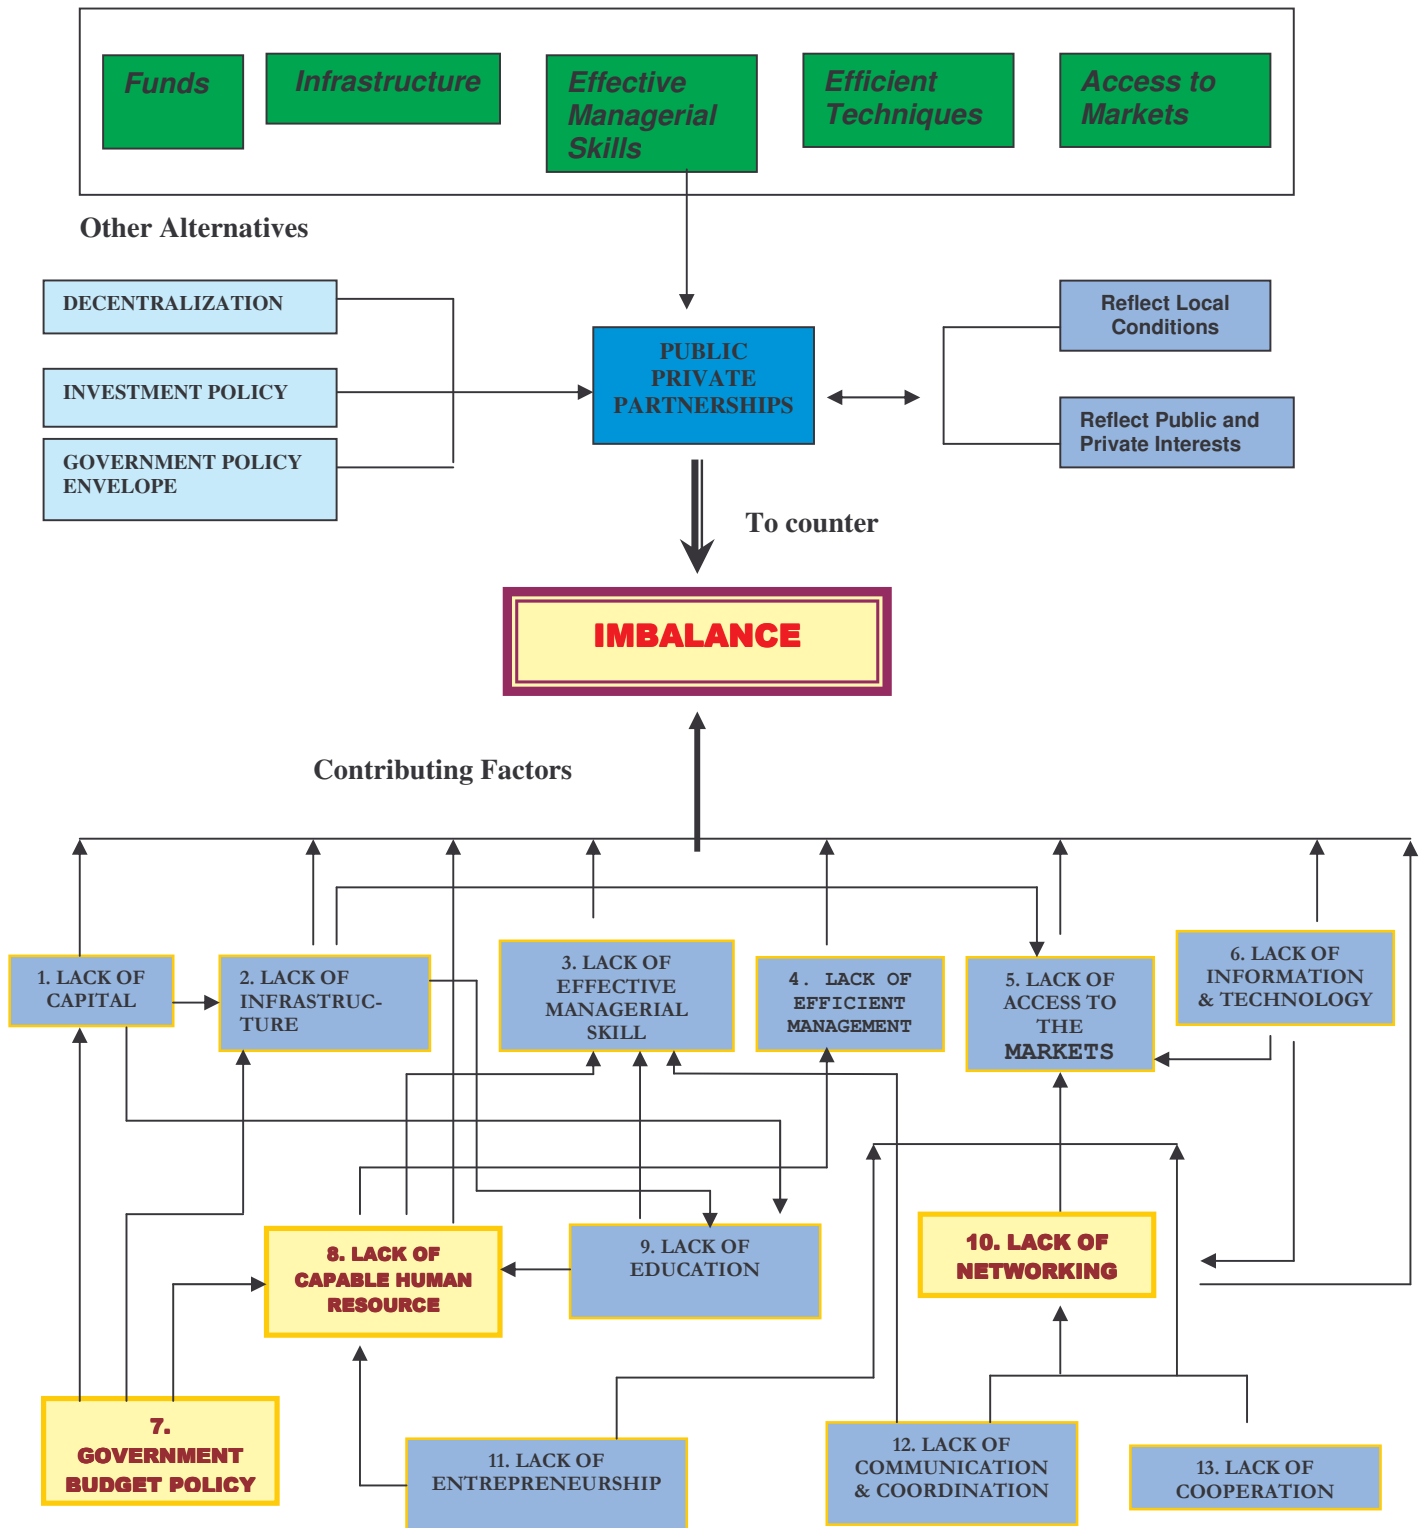 Funds
Infrastructure
Effective
Managerial
Skills
Efficient
Techniques
Access to
Markets
Other Alternatives
DECENTRALIZATION
INVESTMENT POLICY
GOVERNMENT POLICY
ENVELOPE
PUBLIC
PRIVATE
PARTNERSHIPS
Reflect Local
Conditions
Reflect Public and
Private Interests
To counter
IMBALANCE
Contributing Factors
1. LACK OF
CAPITAL
2. LACK OF
INFRASTRUC-
TURE
3. LACK OF
EFFECTIVE
MANAGERIAL
SKILL
4. LACK OF
EFFICIENT
MANAGEMENT
5. LACK OF
ACCESS TO
THE
MARKETS
6. LACK OF
INFORMATION
& TECHNOLOGY
8. LACK OF
CAPABLE HUMAN
RESOURCE
9. LACK OF
EDUCATION
10. LACK OF
NETWORKING
7.
GOVERNMENT
BUDGET POLICY
11. LACK OF
ENTREPRENEURSHIP
12. LACK OF
COMMUNICATION
& COORDINATION
13. LACK OF
COOPERATION